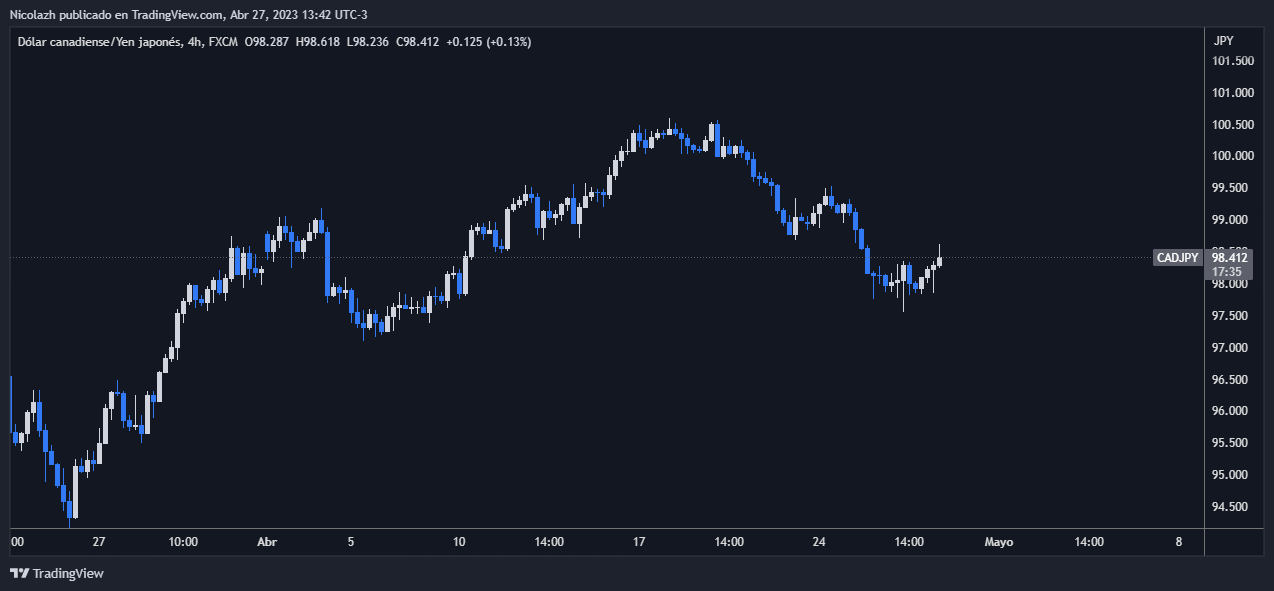 Nicolazh publicado en TradingView.com, Abr 27, 2023 13:42 UTC-3
Dólar canadiense/Yen japonés, 4h, FXCM O98.287 H98.618 L98.236 C98.412 +0.125 (+0.13%)
JPY
101.500
101.000
100.500
100.000
99.500
99.000
CADJPY 98.412
17:35
98.000
97.500
97.000
96.500
96.000
95.500
95.000
94.500
00 27 10:00 Abr 5 10 14:00 17 14:00 24 14:00 Mayo 14:00 8
TradingView